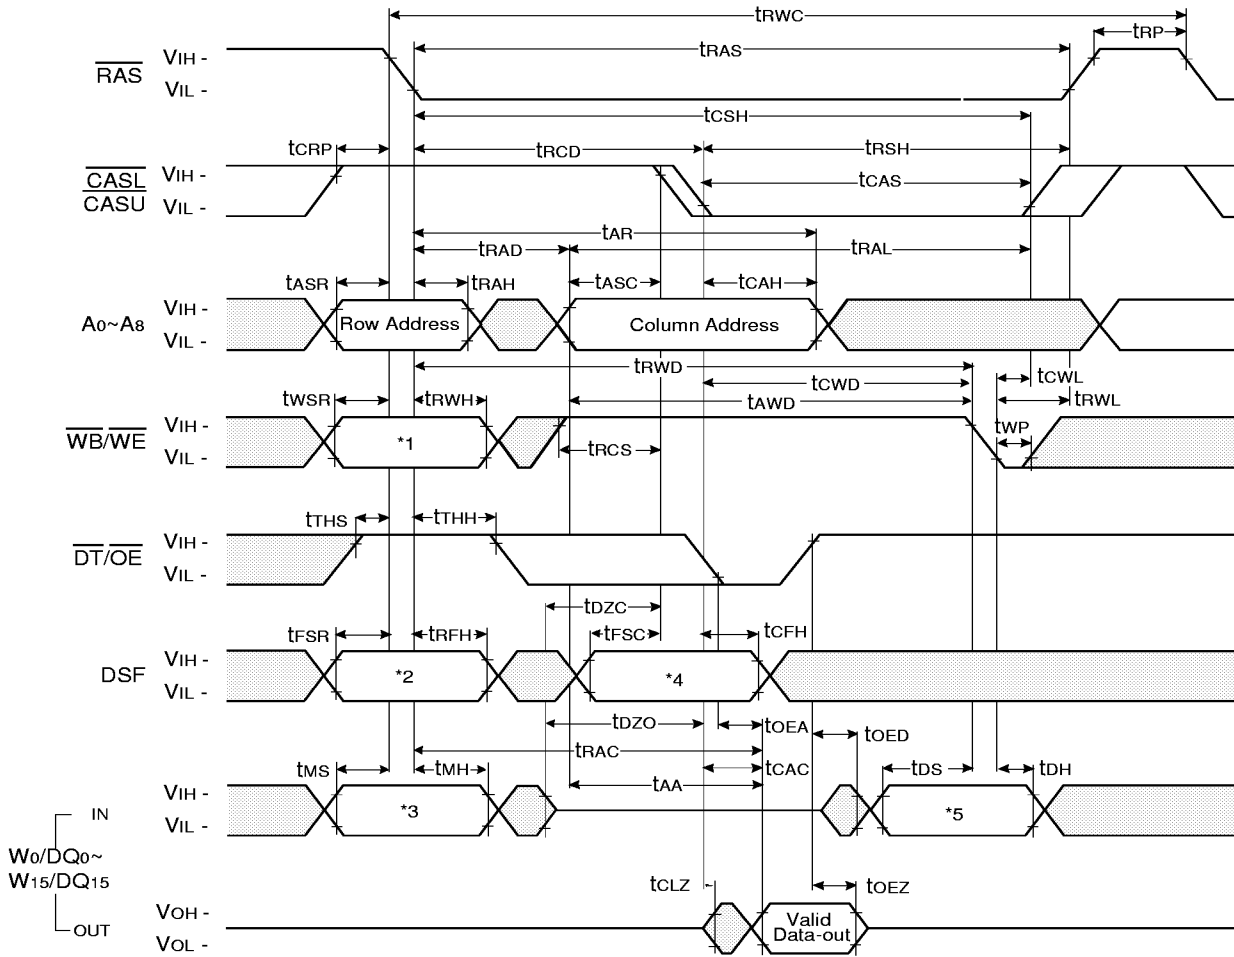 tRWC
tRP
RAS
VIH -
VIL -
tRAS
tCSH
tCRP
tRCD
tRSH
CASL
CASU
VIH -
VIL -
tCAS
tAR
tRAD
tRAL
tASR
tRAH
tASC
tCAH
A0~A8
VIH -
VIL -
Row Address
Column Address
tRWD
tCWD
tCWL
tWSR
tRWH
tAWD
tRWL
WB/WE
VIH -
VIL -
*1
tRCS
tWP
tTHS
tTHH
DT/OE
VIH -
VIL -
tDZC
tFSR
tRFH
tFSC
tCFH
DSF
VIH -
VIL -
*2
*4
tDZO
tOEA
tOED
tRAC
tMS
tMH
tCAC
tDS
tDH
tAA
IN
VIH -
VIL -
*3
*5
W0/DQ0~
W15/DQ15
tCLZ
tOEZ
OUT
VOH -
VOL -
Valid
Data-out